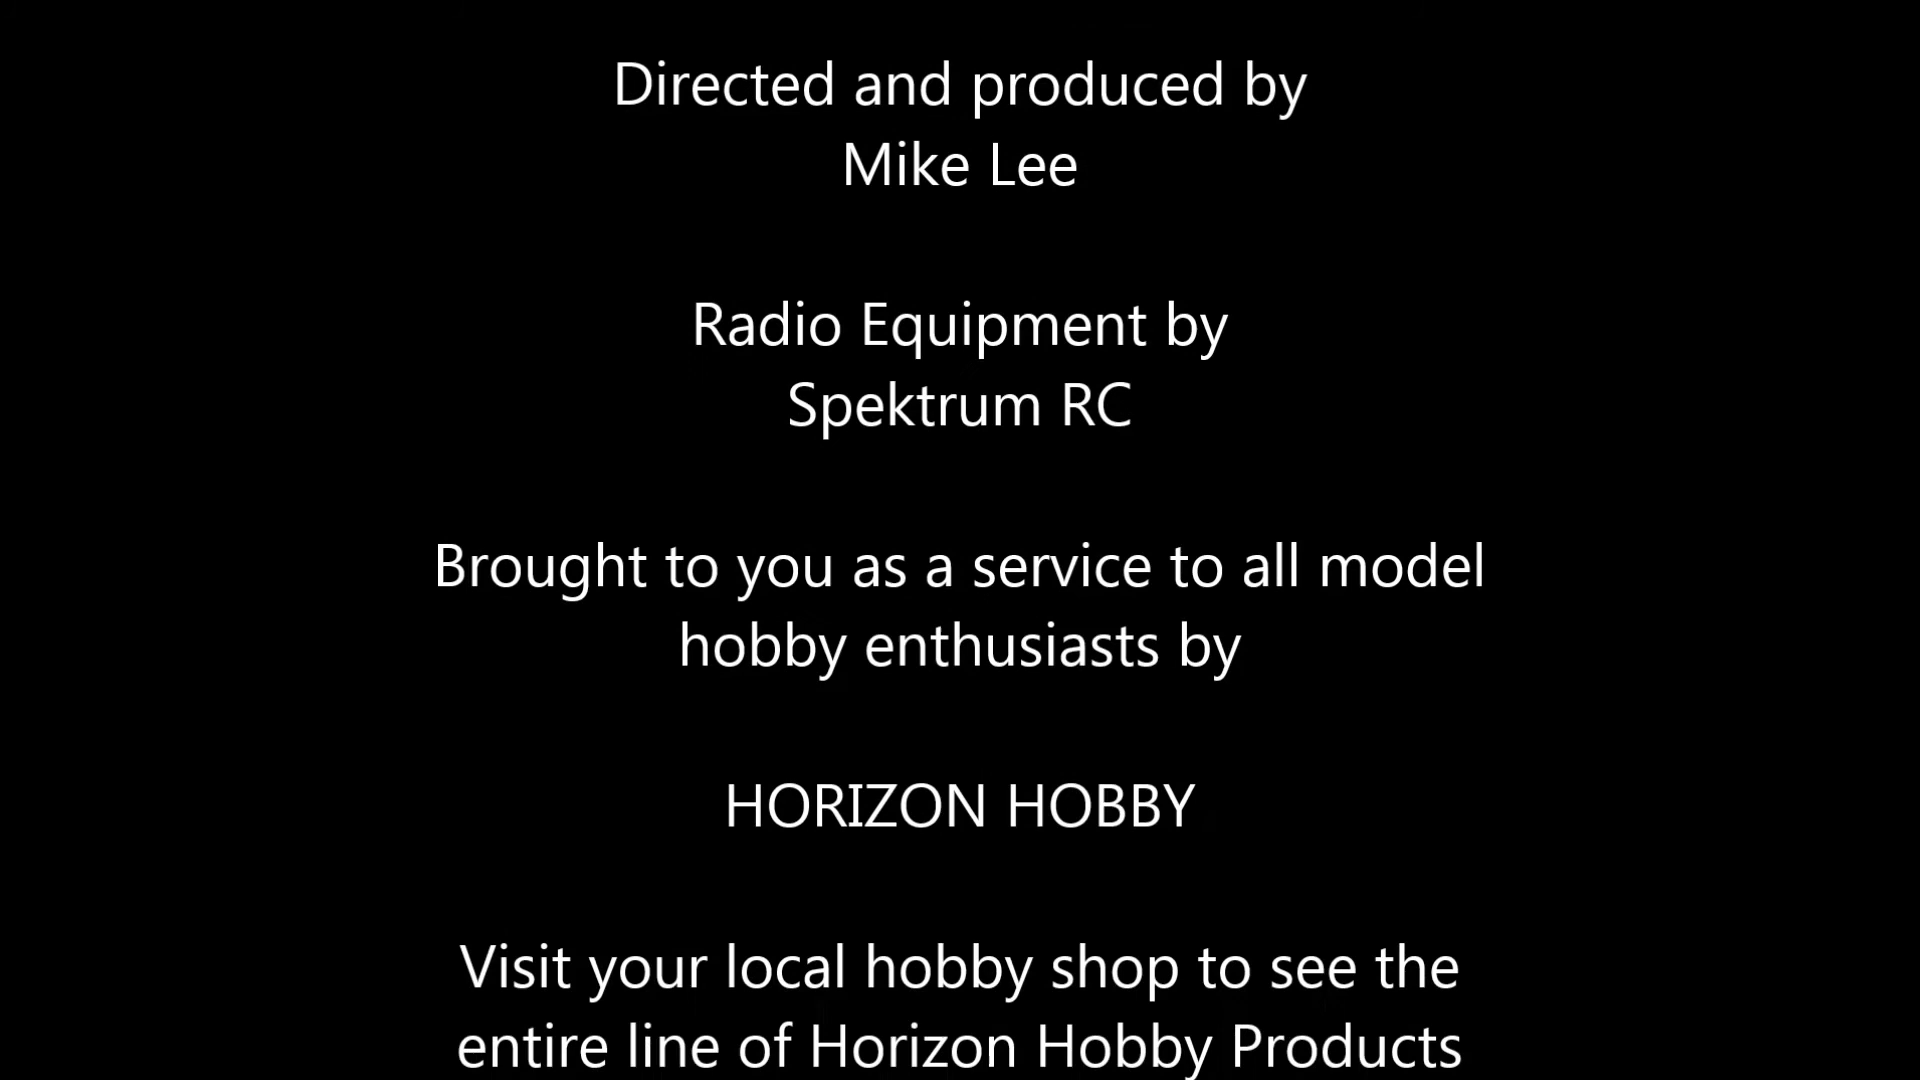 Directed and produced by
Mike Lee
Radio Equipment by
Spektrum RC
Brought to you as a service to all model
hobby enthusiasts by
HORIZON HOBBY
Visit your local hobby shop to see the
entire line of Horizon Hobby Products